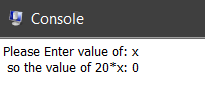 Console
Please Enter value of: x
so the value of 20*x: 0